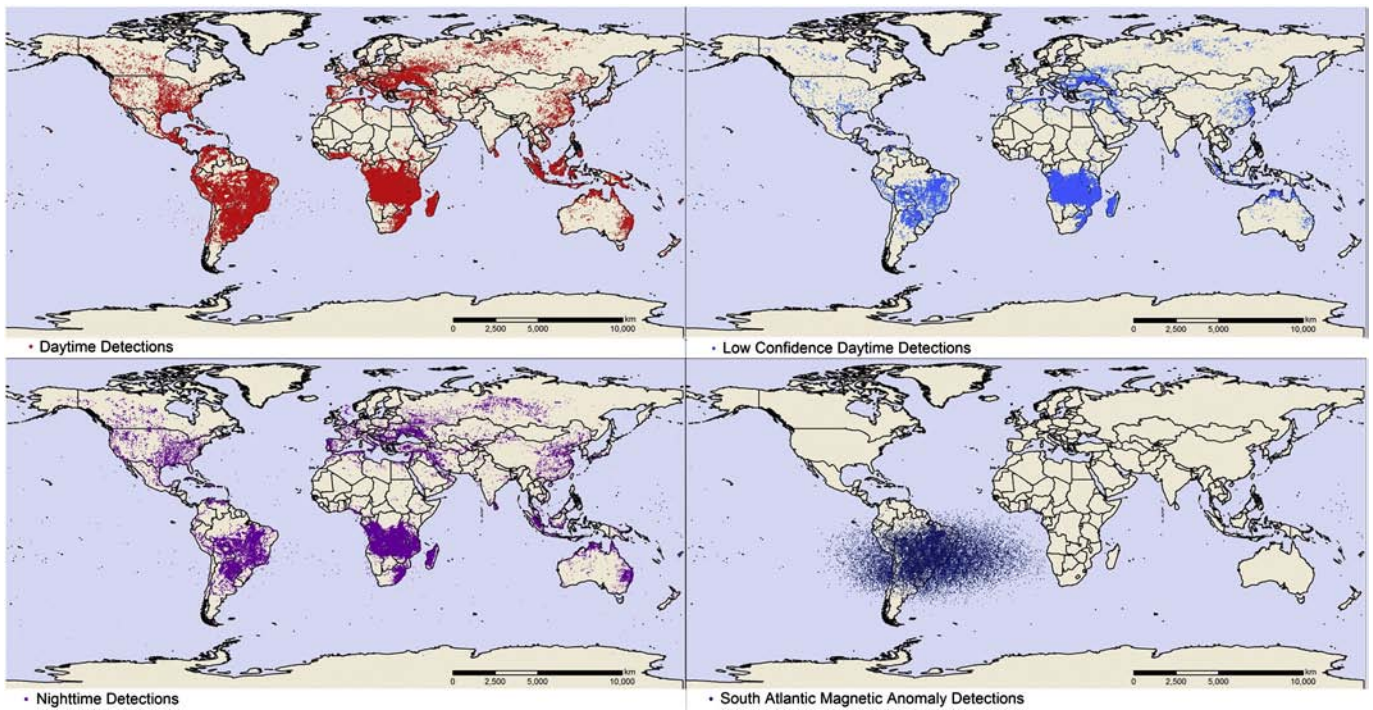 km
0 2,500 5,000 10,000
• Daytime Detections
km
0 2,500 5,000 10,000
• Low Confidence Daytime Detections
km
0 2,500 5,000 10,000
• Nighttime Detections
km
0 2,500 5,000 10,000
• South Atlantic Magnetic Anomaly Detections